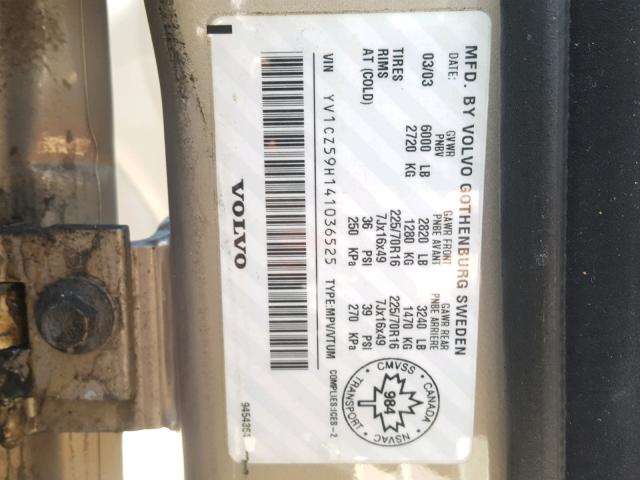 MFD. BY VOLVO GOTHENBURG SWEDEN
DATE: GVWR GAWR FRONT GAWR REAR
PNBV PNBE AVANT PNBE ARRIERE
03/03 6000 LB 2820 LB 3240 LB
2720 KG 1280 KG 1470 KG
TIRES 225/70R16 225/70R16
RIMS 7Jx16x49 7Jx16x49
AT (COLD) 36 PSI 39 PSI
250 KPa 270 KPa
VIN YV1CZ59H141036525 TYPE:MPV/VTUM
COMPLIES:ICES-2
VOLVO
9454364
CMVSS CANADA NSVAC TRANSPORT
984